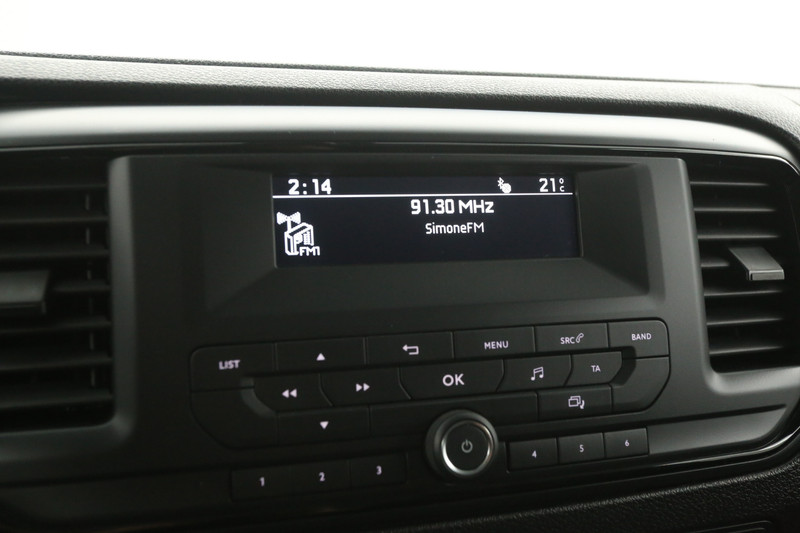 2:14 21°C
91.30 MHz
SimoneFM
FM1
LIST MENU SRC BAND
OK TA
1 2 3 4 5 6